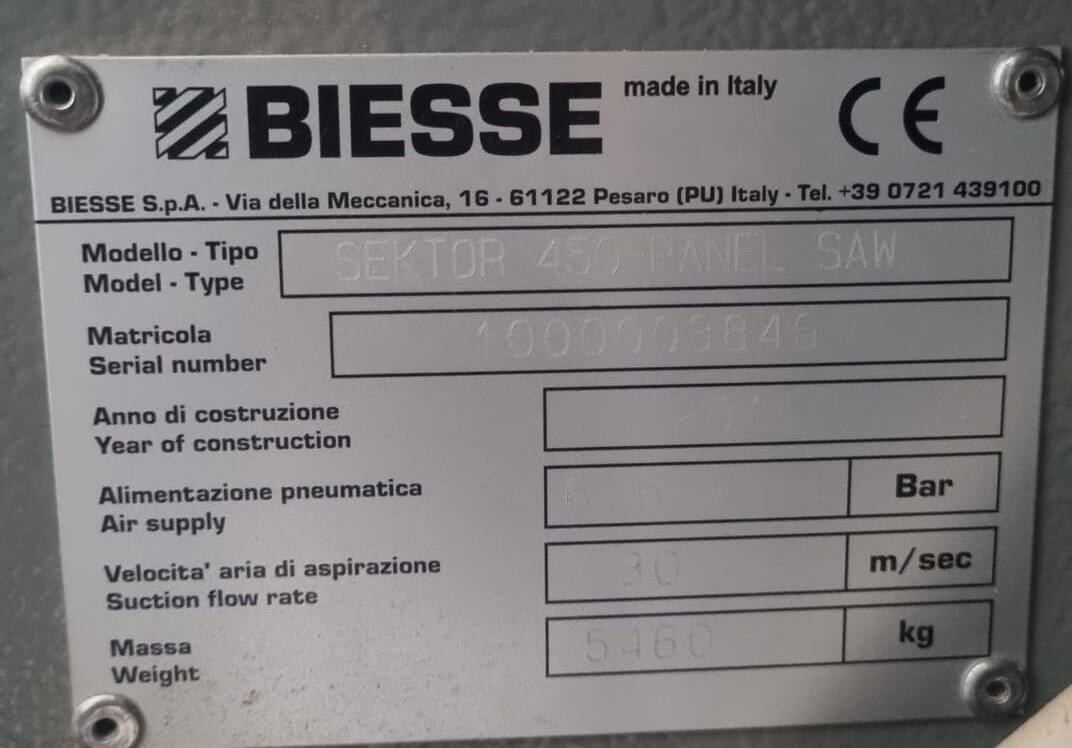 BIESSE made in Italy CE
BIESSE S.p.A. - Via della Meccanica, 16 - 61122 Pesaro (PU) Italy - Tel. +39 0721 439100
Modello - Tipo
Model - Type
SEKTOR 450-PANEL SAW
Matricola
Serial number
1000003846
Anno di costruzione
Year of construction
Alimentazione pneumatica
Air supply
Bar
Velocita' aria di aspirazione
Suction flow rate
30 m/sec
Massa
Weight
5460 kg